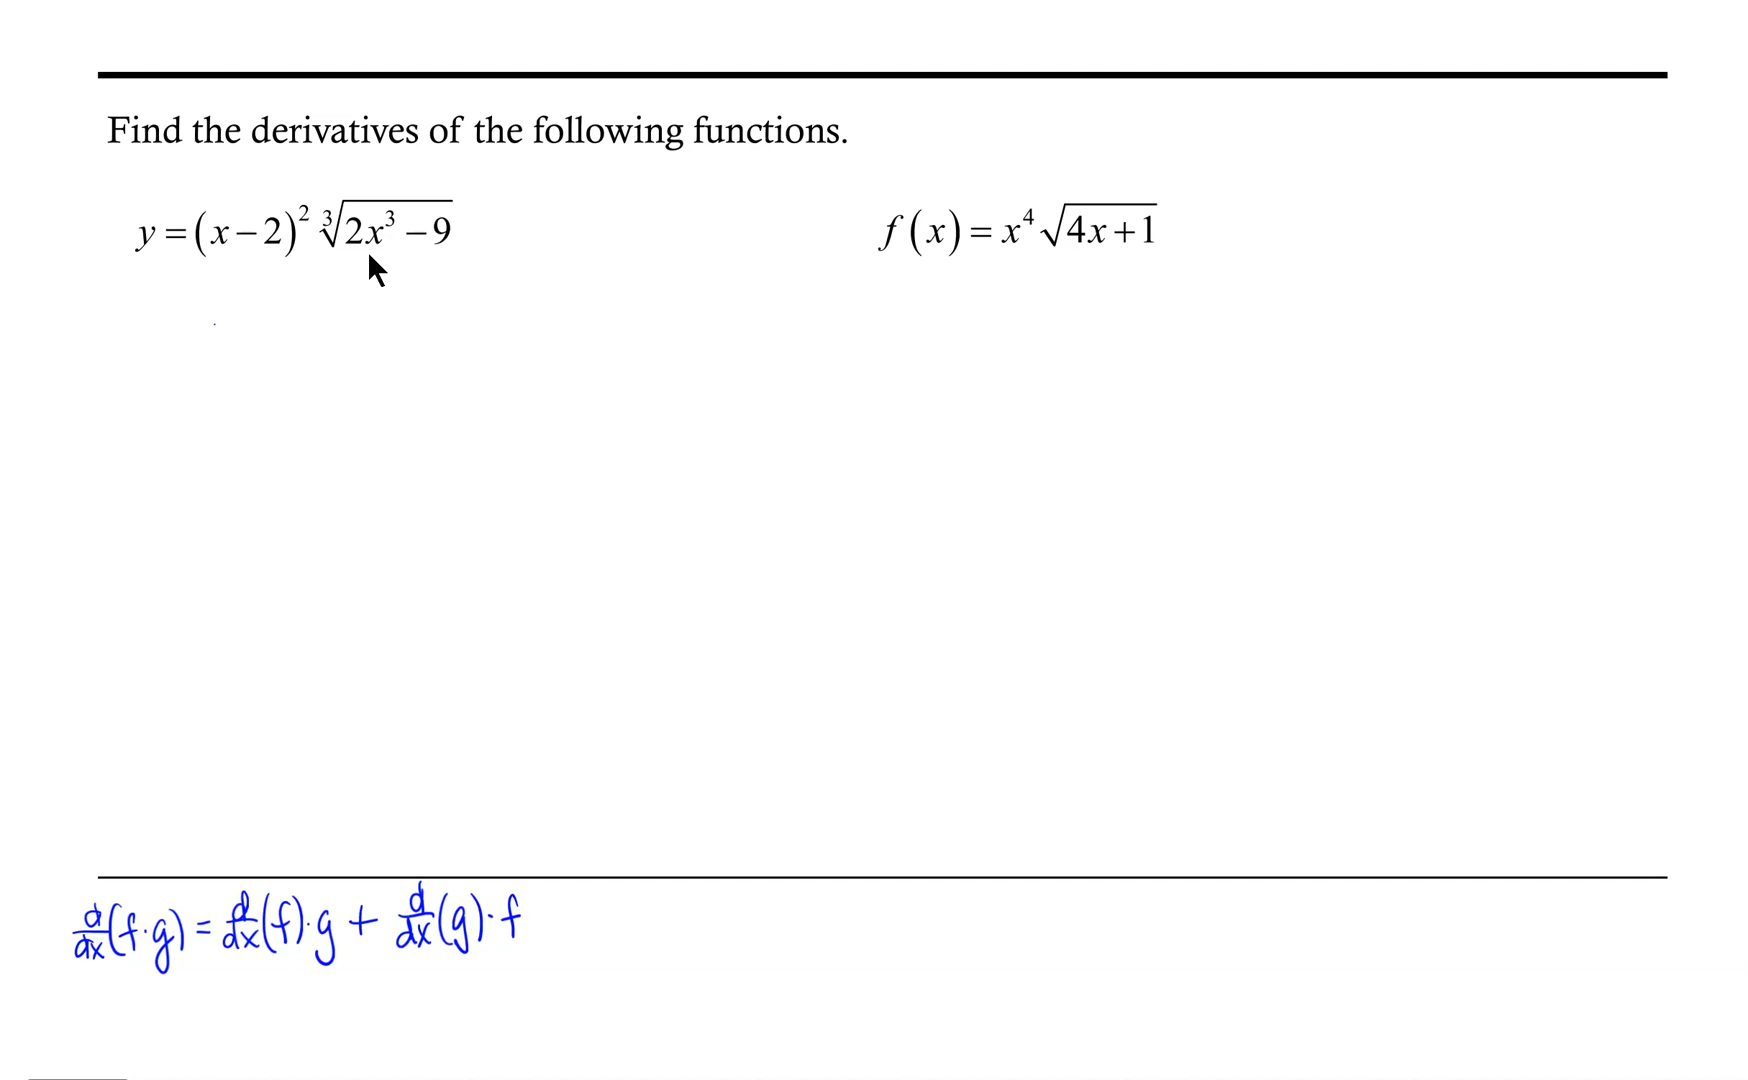 Find the derivatives of the following functions.
y = (x − 2)² ∛(2x³ − 9)
f(x) = x⁴ √(4x + 1)
d/dx(f·g) = d/dx(f)·g + d/dx(g)·f